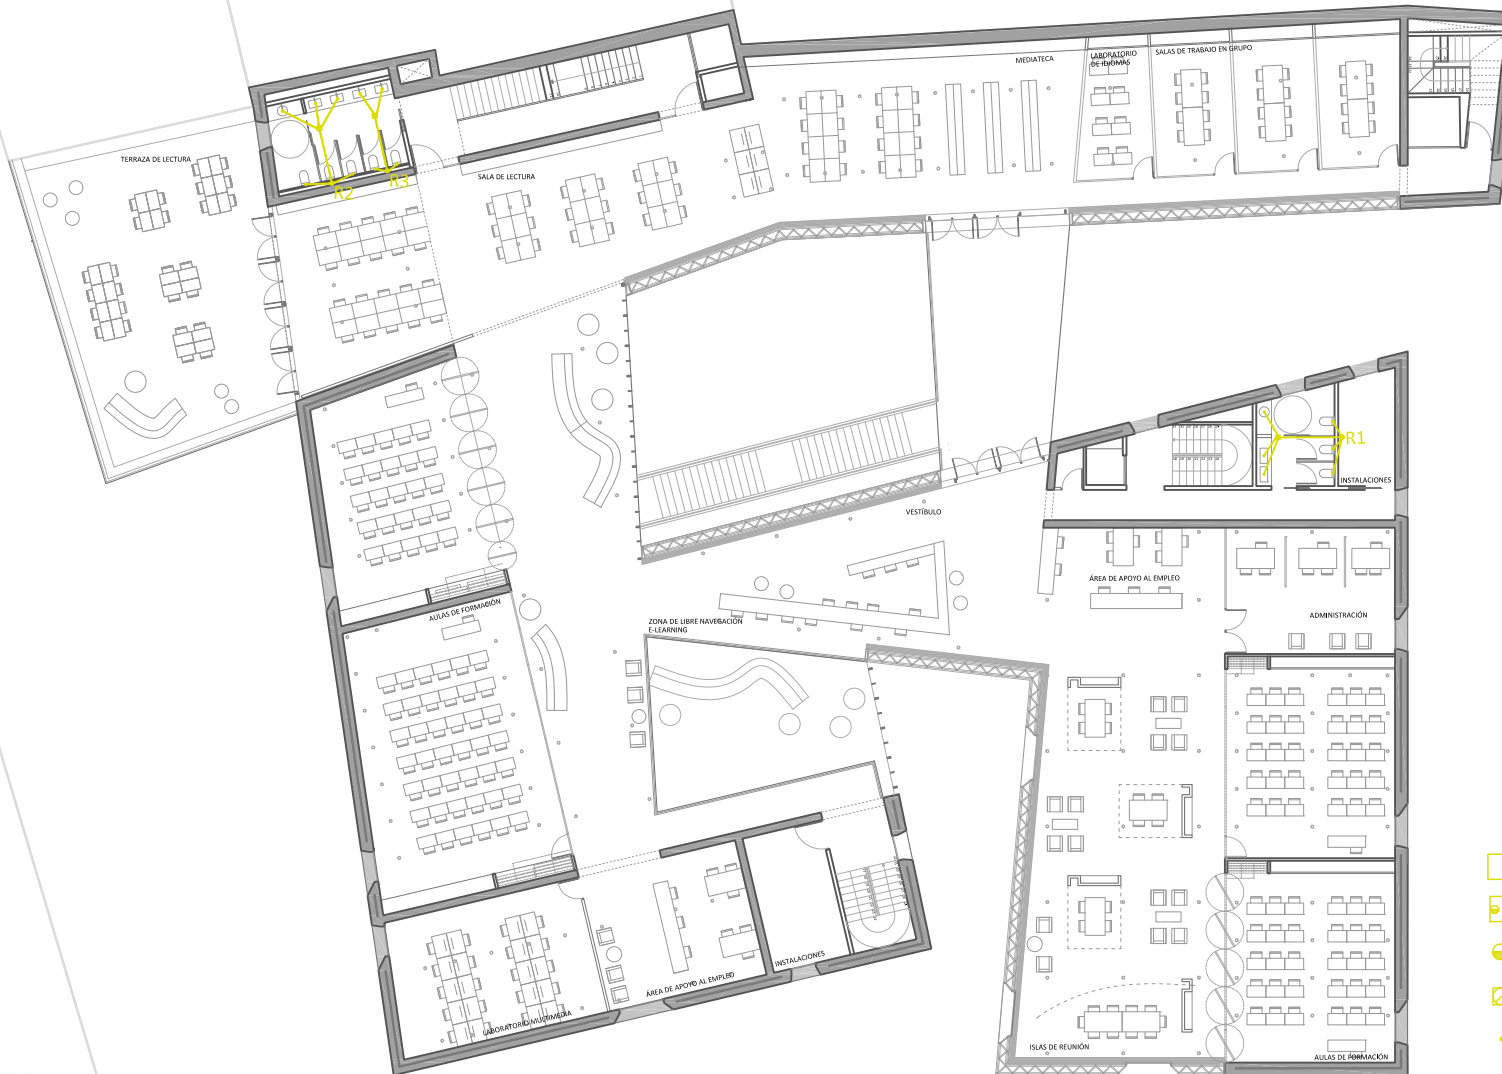 MEDIATECA
LABORATORIO
DE IDIOMAS
SALAS DE TRABAJO EN GRUPO
TERRAZA DE LECTURA
SALA DE LECTURA
R2
R3
R1
INSTALACIONES
VESTÍBULO
ÁREA DE APOYO AL EMPLEO
ADMINISTRACIÓN
AULAS DE FORMACIÓN
ZONA DE LIBRE NAVEGACIÓN
E-LEARNING
INSTALACIONES
ÁREA DE APOYO AL EMPLEO
LABORATORIO MULTIMEDIA
ISLAS DE REUNIÓN
AULAS DE FORMACIÓN